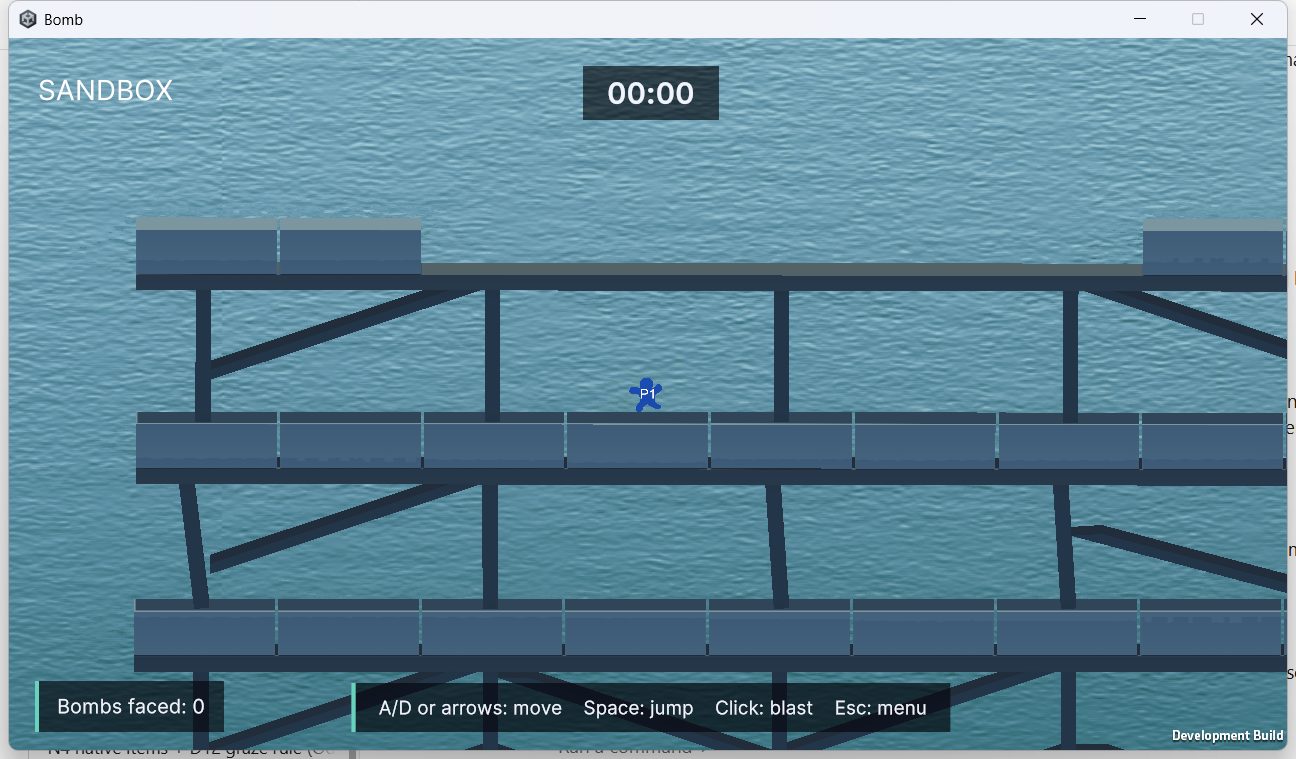 Bomb
SANDBOX
00:00
P1
Bombs faced: 0
A/D or arrows: move Space: jump Click: blast Esc: menu
Development Build